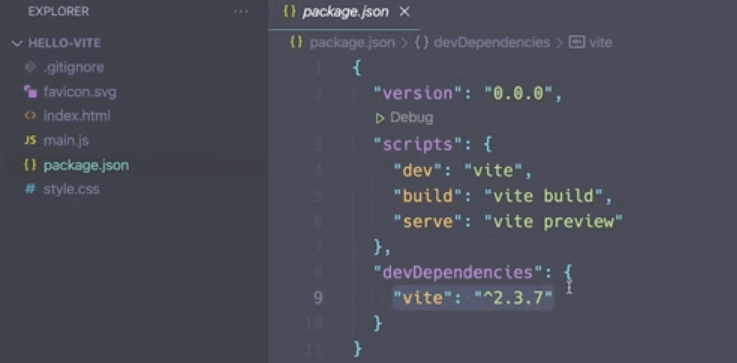 EXPLORER ...
HELLO-VITE
.gitignore
favicon.svg
index.html
JS main.js
{} package.json
# style.css
{} package.json ×
{} package.json > {} devDependencies > abc vite
1 {
2 "version": "0.0.0",
Debug
3 "scripts": {
4 "dev": "vite",
5 "build": "vite build",
6 "serve": "vite preview"
7 },
8 "devDependencies": {
9 "vite": "^2.3.7"
10 }
11 }